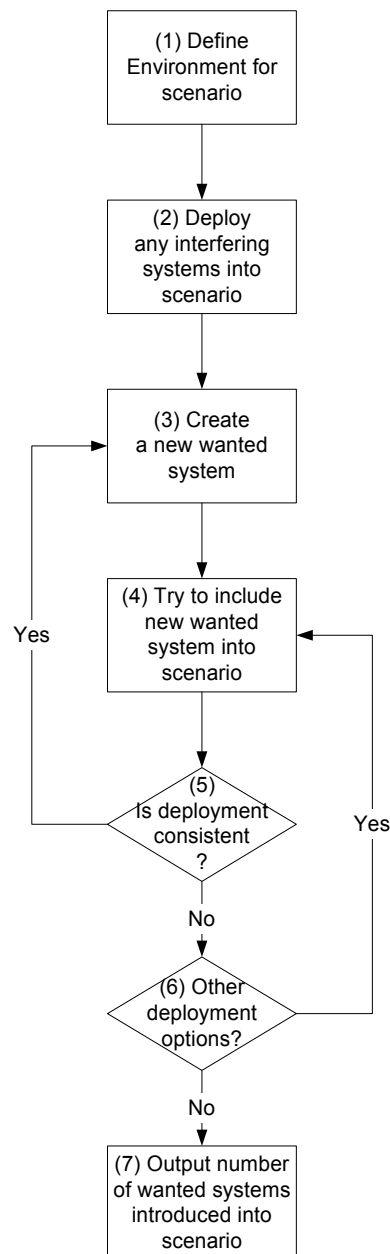 (1) Define
Environment for
scenario
(2) Deploy
any interfering
systems into
scenario
(3) Create
a new wanted
system
(4) Try to include
new wanted
system into
scenario
Yes
(5)
Is deployment
consistent
?
Yes
No
(6) Other
deployment
options?
No
(7) Output number
of wanted systems
introduced into
scenario